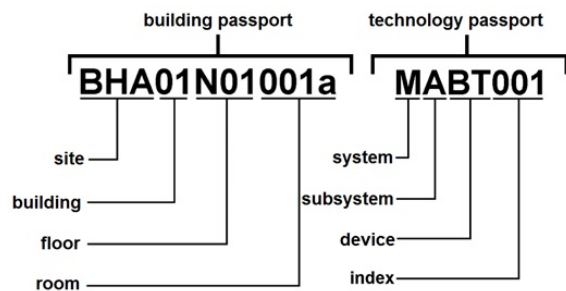 building passport technology passport
BHA01N01001a MABT001
site system
building subsystem
floor device
room index